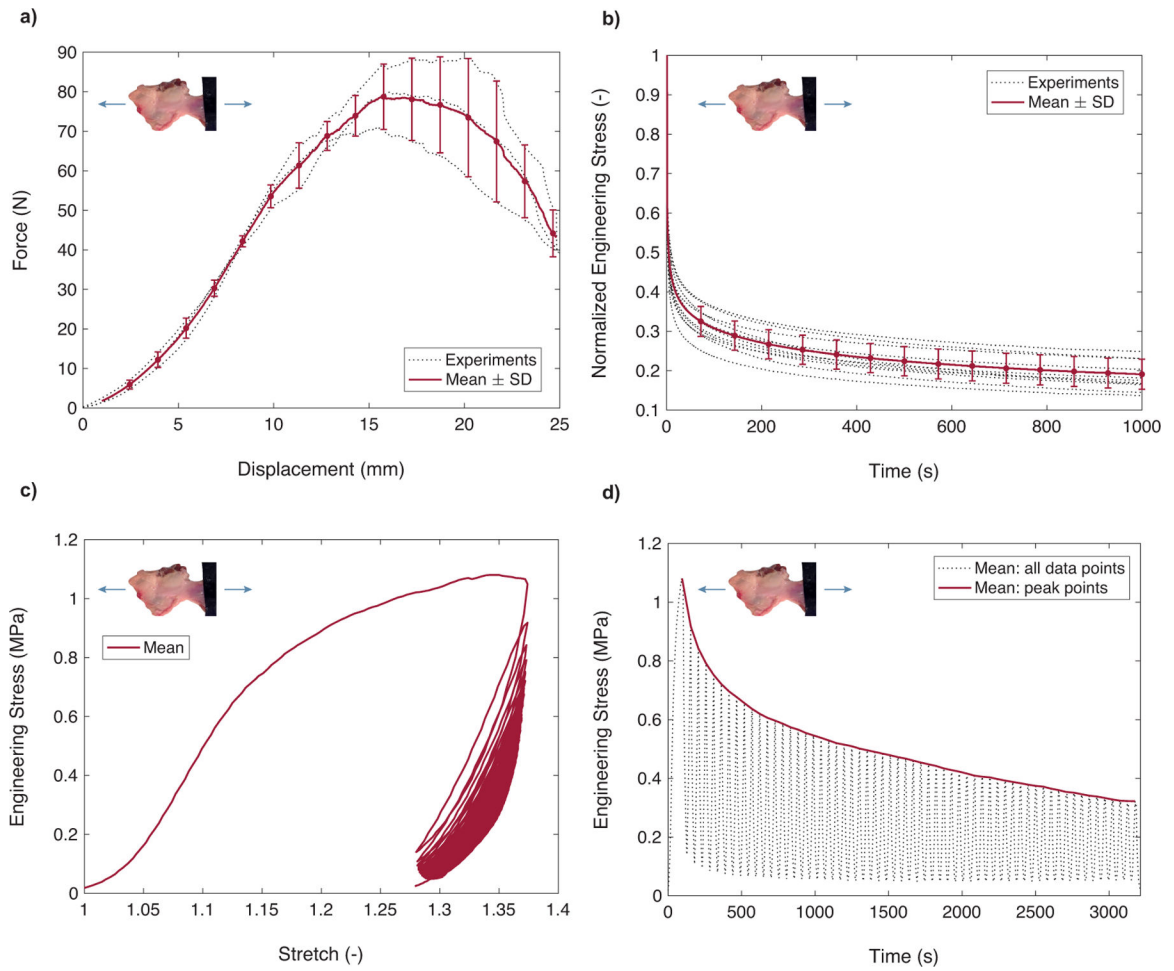 a)
90
80
70
60
50
40
30
20
10
0
Force (N)
Experiments
Mean ± SD
0 5 10 15 20 25
Displacement (mm)
b)
1
0.9
0.8
0.7
0.6
0.5
0.4
0.3
0.2
0.1
Normalized Engineering Stress (-)
Experiments
Mean ± SD
0 200 400 600 800 1000
Time (s)
c)
1.2
1
0.8
0.6
0.4
0.2
0
Engineering Stress (MPa)
Mean
1 1.05 1.1 1.15 1.2 1.25 1.3 1.35 1.4
Stretch (-)
d)
1.2
1
0.8
0.6
0.4
0.2
0
Engineering Stress (MPa)
Mean: all data points
Mean: peak points
0 500 1000 1500 2000 2500 3000
Time (s)